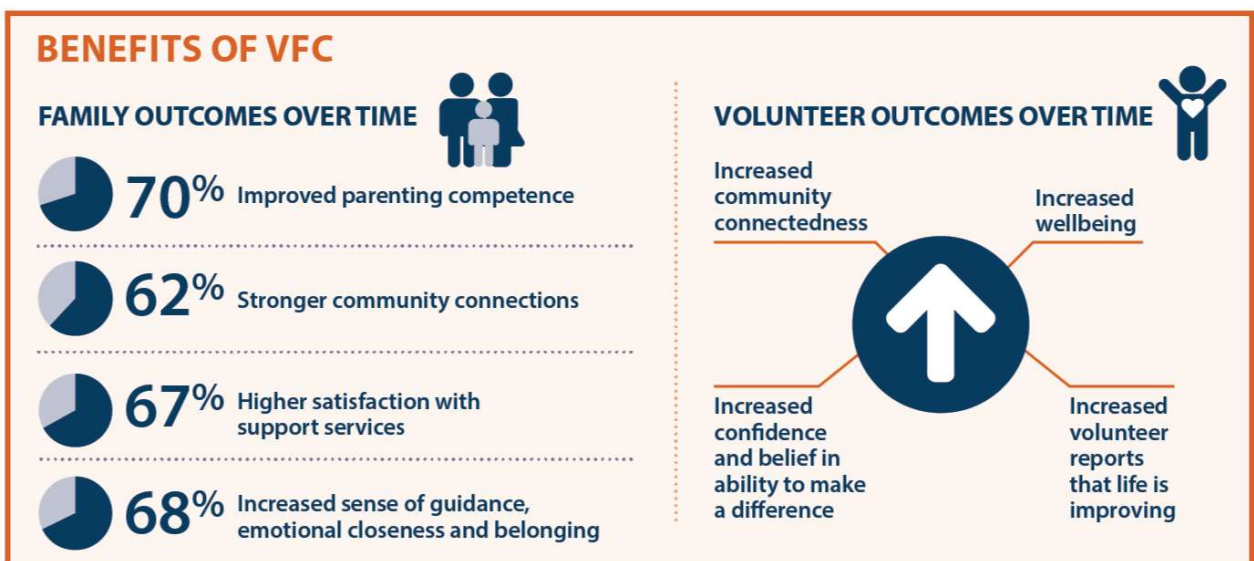 BENEFITS OF VFC
FAMILY OUTCOMES OVER TIME
70% Improved parenting competence
62% Stronger community connections
67% Higher satisfaction with
support services
68% Increased sense of guidance,
emotional closeness and belonging
VOLUNTEER OUTCOMES OVER TIME
Increased
community
connectedness
Increased
wellbeing
Increased
confidence
and belief in
ability to make
a difference
Increased
volunteer
reports
that life is
improving